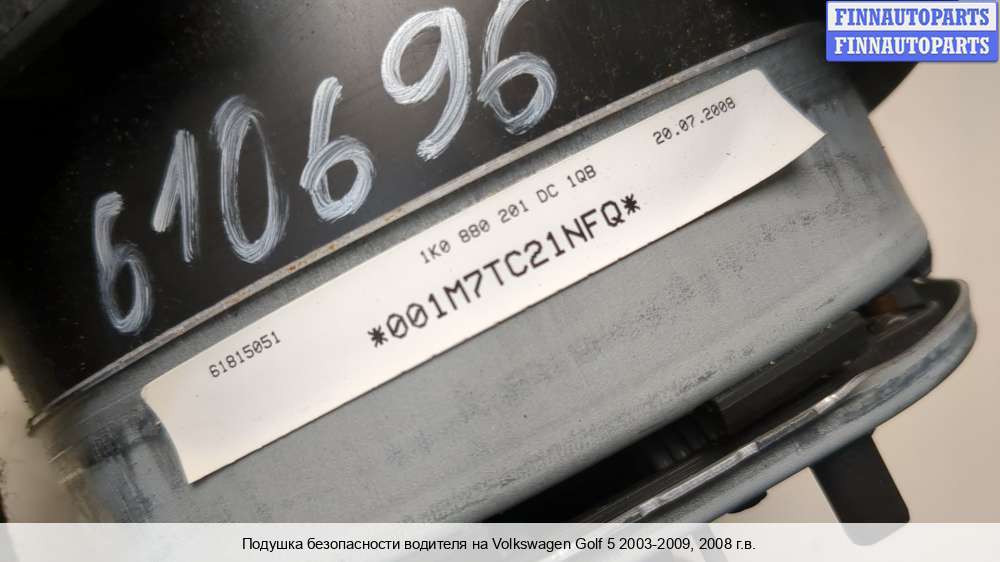 FINNAUTOPARTS
FINNAUTOPARTS
610696
20.07.2008
1K0 880 201 DC 1QB
*001M7TC21NFQ*
61815051
Подушка безопасности водителя на Volkswagen Golf 5 2003-2009, 2008 г.в.